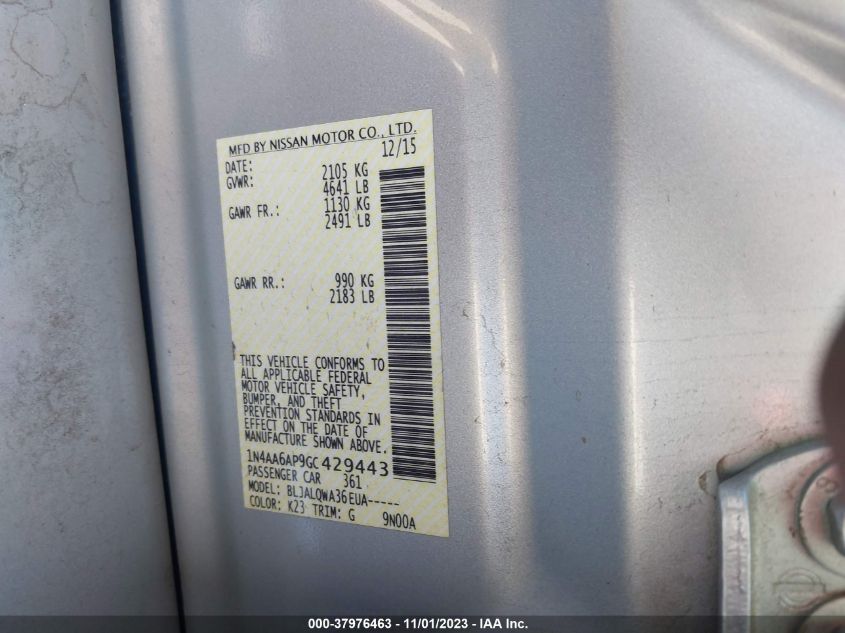 MFD BY NISSAN MOTOR CO., LTD.
DATE: 12/15
GVWR: 2105 KG
4641 LB
GAWR FR.: 1130 KG
2491 LB
GAWR RR.: 990 KG
2183 LB
THIS VEHICLE CONFORMS TO
ALL APPLICABLE FEDERAL
MOTOR VEHICLE SAFETY,
BUMPER, AND THEFT
PREVENTION STANDARDS IN
EFFECT ON THE DATE OF
MANUFACTURE SHOWN ABOVE.
1N4AA6AP9GC429443
PASSENGER CAR 361
MODEL: BLJALQWA36EUA-----
COLOR: K23 TRIM: G 9N00A
000-37976463 - 11/01/2023 - IAA Inc.